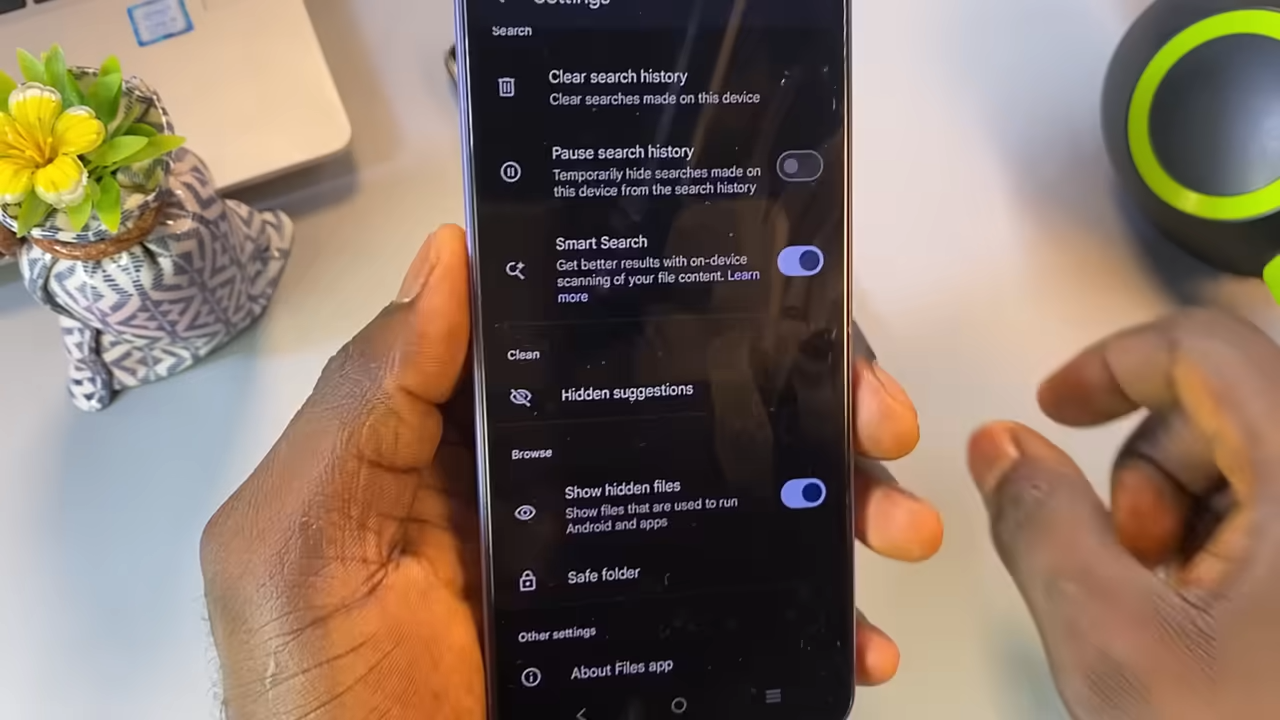 Settings
Search
Clear search history
Clear searches made on this device
Pause search history
Temporarily hide searches made on
this device from the search history
Smart Search
Get better results with on-device
scanning of your file content. Learn
more
Clean
Hidden suggestions
Browse
Show hidden files
Show files that are used to run
Android and apps
Safe folder
Other settings
About Files app